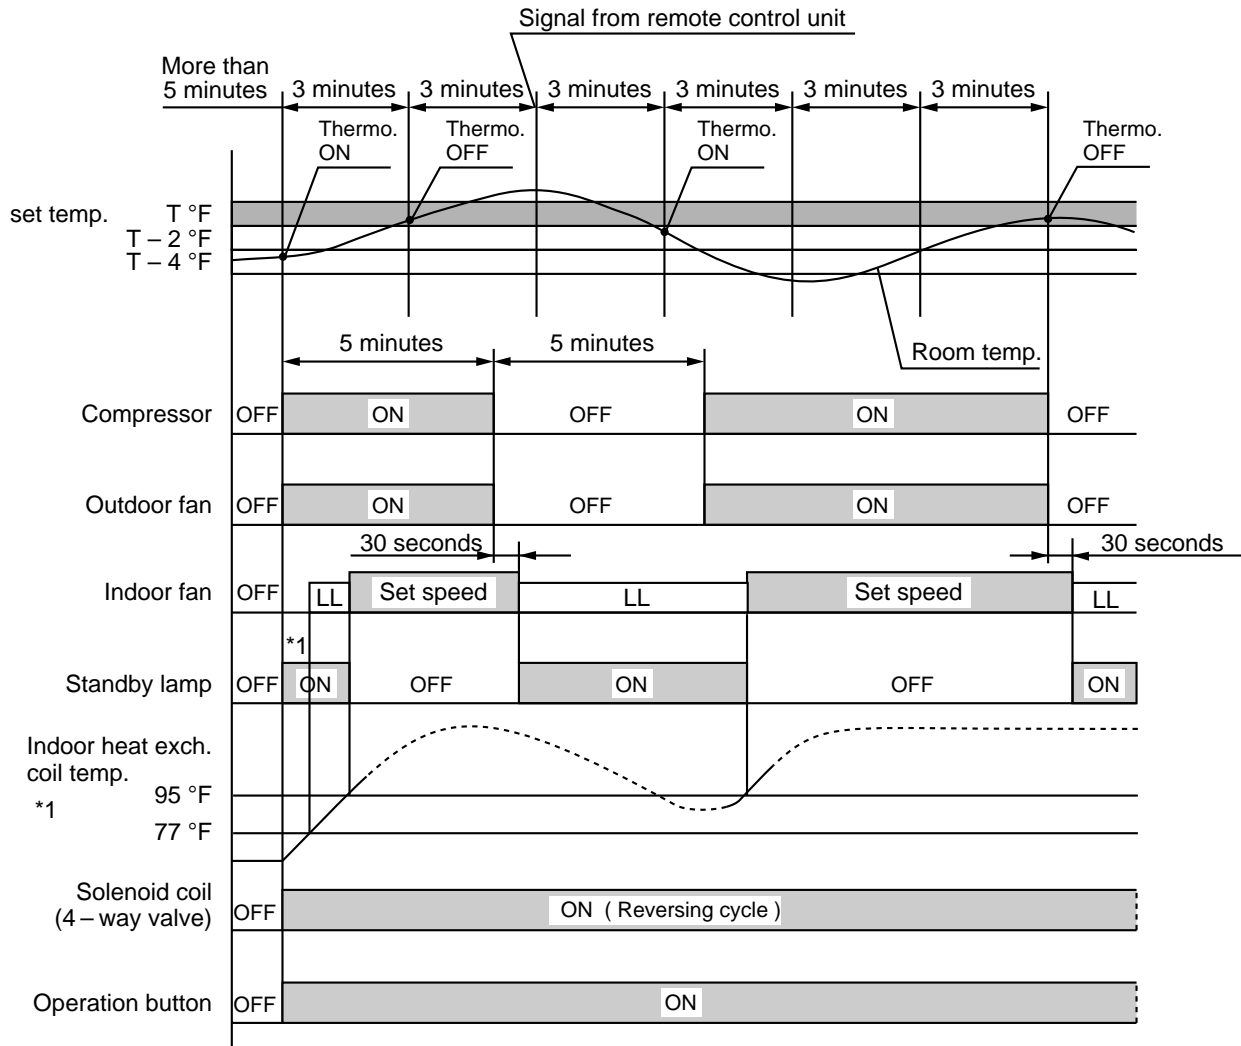 Signal from remote control unit
More than
5 minutes
3 minutes 3 minutes 3 minutes 3 minutes 3 minutes 3 minutes
Thermo.
ON
Thermo.
OFF
Thermo.
ON
Thermo.
OFF
set temp. T °F
T – 2 °F
T – 4 °F
5 minutes 5 minutes
Room temp.
Compressor OFF ON OFF ON OFF
Outdoor fan OFF ON OFF ON OFF
30 seconds 30 seconds
Indoor fan OFF LL Set speed LL Set speed LL
*1
Standby lamp OFF ON OFF ON OFF ON
Indoor heat exch.
coil temp.
95 °F
*1
77 °F
Solenoid coil
(4 – way valve) OFF ON ( Reversing cycle )
Operation button OFF ON